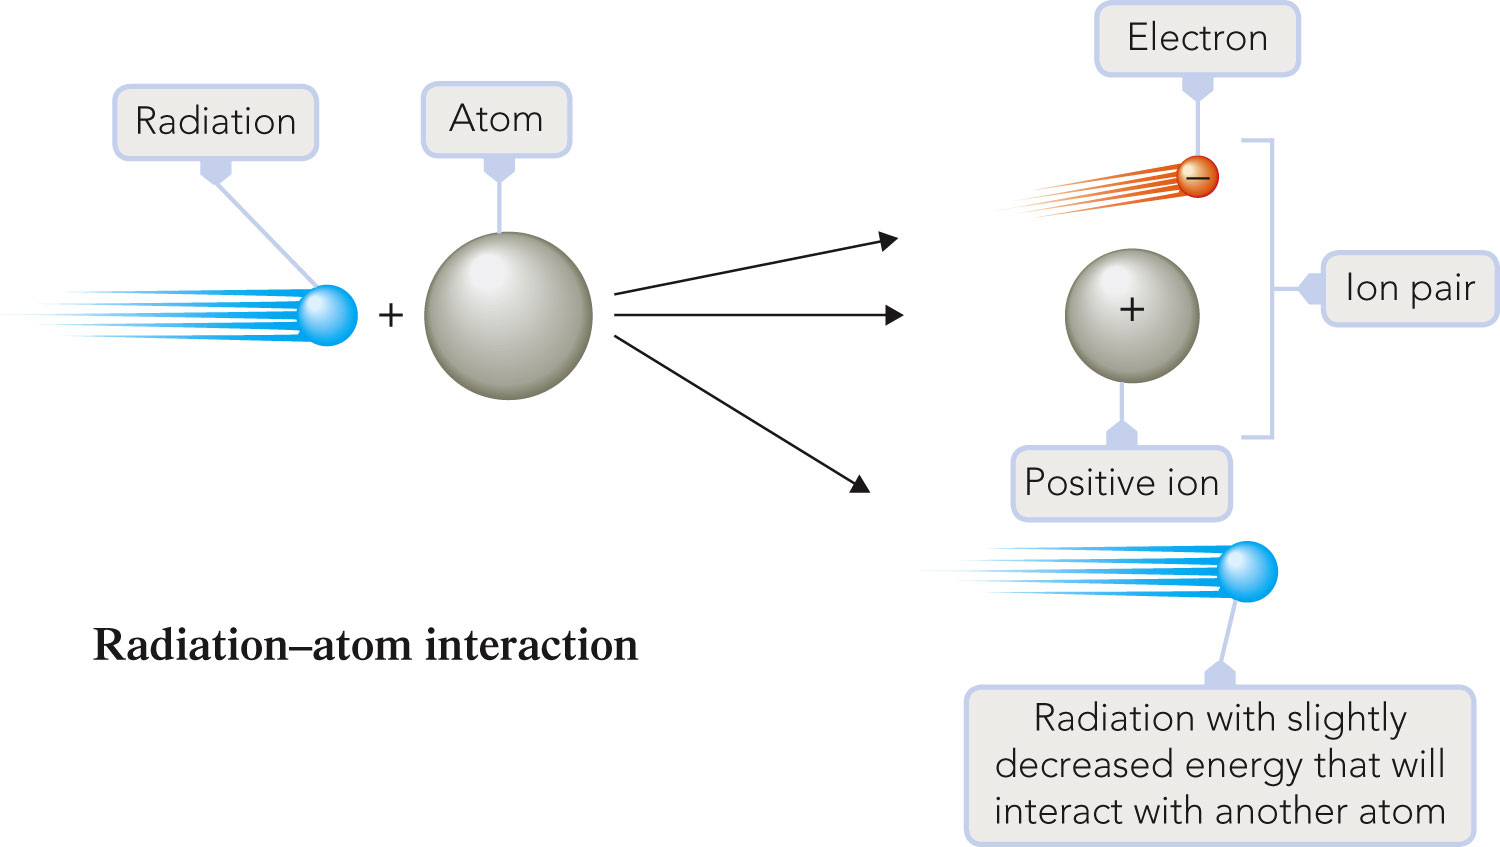 Electron
Radiation
Atom
–
+
+
Ion pair
Positive ion
Radiation–atom interaction
Radiation with slightly
decreased energy that will
interact with another atom